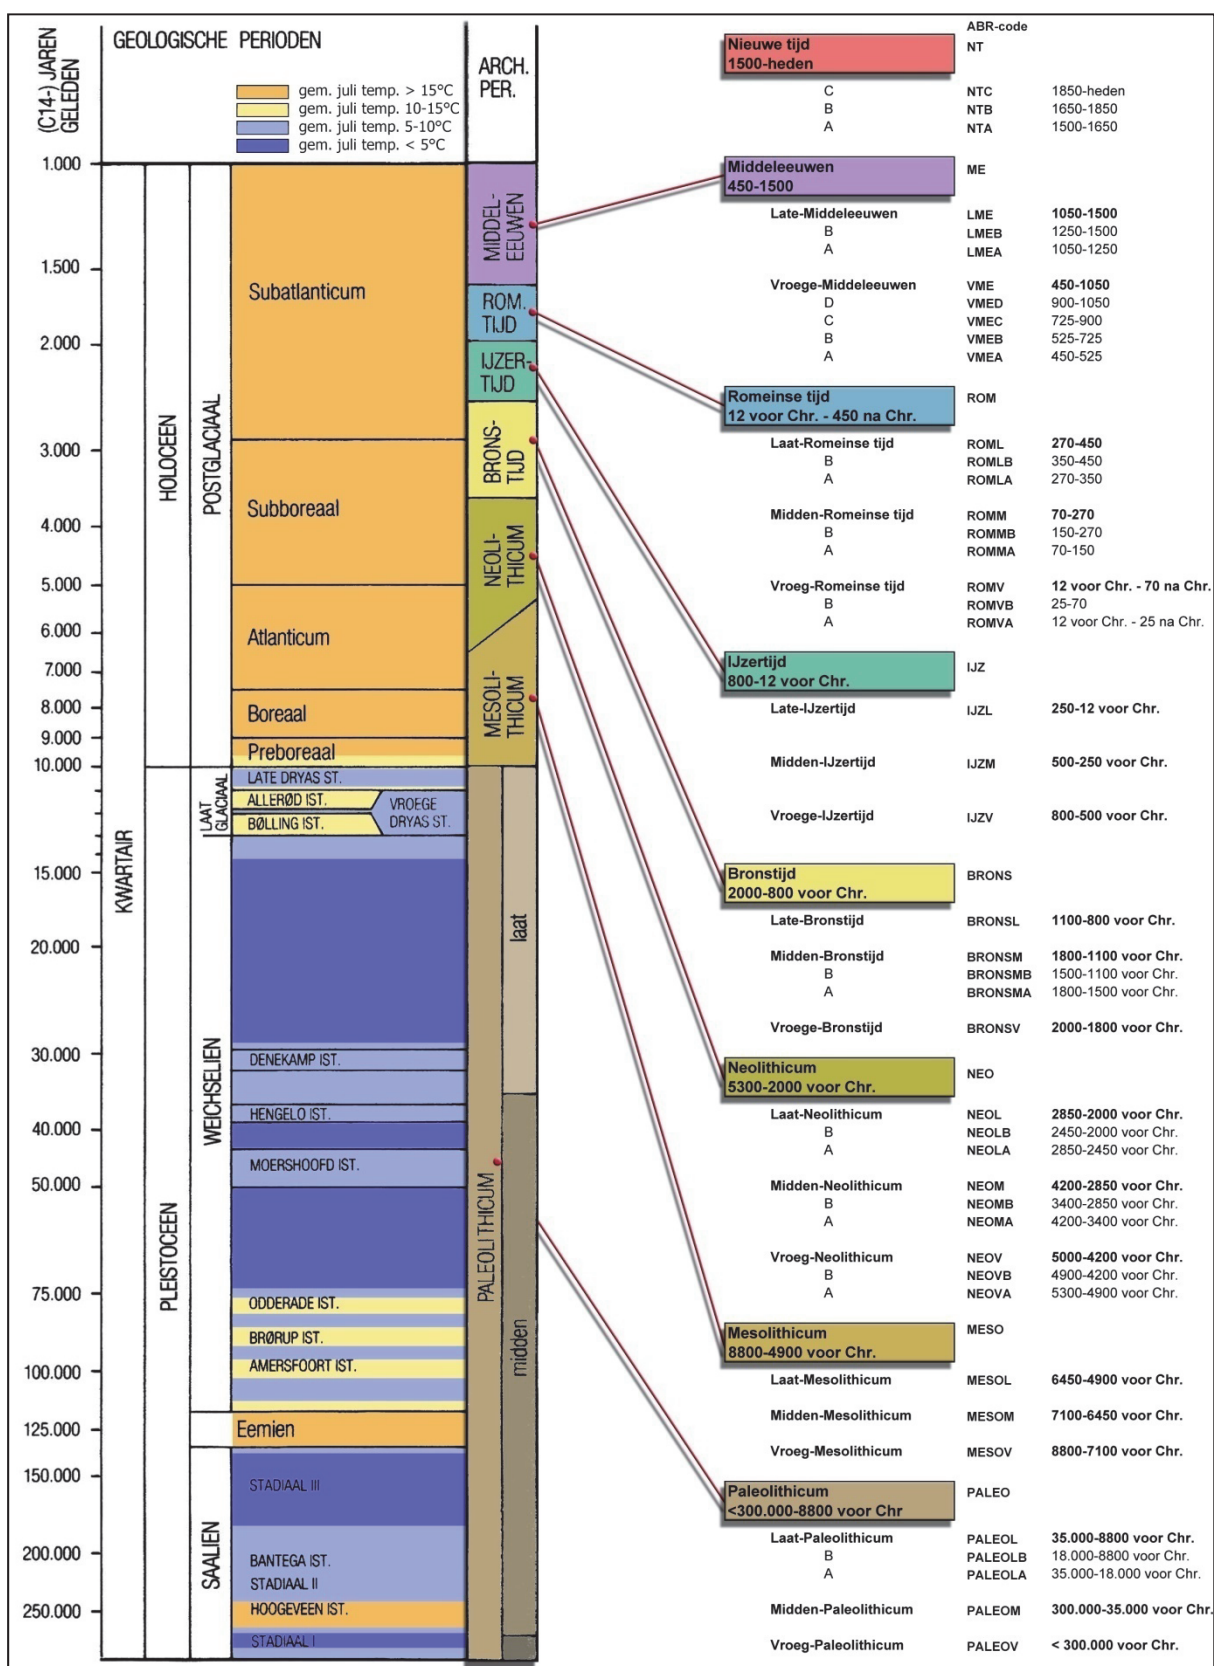 (C14-) JAREN
GELEDEN
GEOLOGISCHE PERIODEN
gem. juli temp. > 15°C
gem. juli temp. 10-15°C
gem. juli temp. 5-10°C
gem. juli temp. < 5°C
ARCH.
PER.
1.000
1.500
2.000
3.000
4.000
5.000
6.000
7.000
8.000
9.000
10.000
15.000
20.000
30.000
40.000
50.000
75.000
100.000
125.000
150.000
200.000
250.000
KWARTAIR
HOLOCEEN
PLEISTOCEEN
POSTGLACIAAL
LAAT
GLACIAAL
WEICHSELIEN
SAALIEN
Subatlanticum
Subboreaal
Atlanticum
Boreaal
Preboreaal
LATE DRYAS ST.
ALLERØD IST.
VROEGE
DRYAS ST.
BØLLING IST.
DENEKAMP IST.
HENGELO IST.
MOERSHOOFD IST.
ODDERADE IST.
BRØRUP IST.
AMERSFOORT IST.
Eemien
STADIAAL III
BANTEGA IST.
STADIAAL II
HOOGEVEEN IST.
STADIAAL I
MIDDEL-
EEUWEN
ROM.
TIJD
IJZER-
TIJD
BRONS-
TIJD
NEOLI-
THICUM
MESOLI-
THICUM
PALEOLITHICUM
laat
midden
ABR-code
Nieuwe tijd NT
1500-heden
C NTC 1850-heden
B NTB 1650-1850
A NTA 1500-1650
Middeleeuwen ME
450-1500
Late-Middeleeuwen LME 1050-1500
B LMEB 1250-1500
A LMEA 1050-1250
Vroege-Middeleeuwen VME 450-1050
D VMED 900-1050
C VMEC 725-900
B VMEB 525-725
A VMEA 450-525
Romeinse tijd ROM
12 voor Chr. - 450 na Chr.
Laat-Romeinse tijd ROML 270-450
B ROMLB 350-450
A ROMLA 270-350
Midden-Romeinse tijd ROMM 70-270
B ROMMB 150-270
A ROMMA 70-150
Vroeg-Romeinse tijd ROMV 12 voor Chr. - 70 na Chr.
B ROMVB 25-70
A ROMVA 12 voor Chr. - 25 na Chr.
IJzertijd IJZ
800-12 voor Chr.
Late-IJzertijd IJZL 250-12 voor Chr.
Midden-IJzertijd IJZM 500-250 voor Chr.
Vroege-IJzertijd IJZV 800-500 voor Chr.
Bronstijd BRONS
2000-800 voor Chr.
Late-Bronstijd BRONSL 1100-800 voor Chr.
Midden-Bronstijd BRONSM 1800-1100 voor Chr.
B BRONSMB 1500-1100 voor Chr.
A BRONSMA 1800-1500 voor Chr.
Vroege-Bronstijd BRONSV 2000-1800 voor Chr.
Neolithicum NEO
5300-2000 voor Chr.
Laat-Neolithicum NEOL 2850-2000 voor Chr.
B NEOLB 2450-2000 voor Chr.
A NEOLA 2850-2450 voor Chr.
Midden-Neolithicum NEOM 4200-2850 voor Chr.
B NEOMB 3400-2850 voor Chr.
A NEOMA 4200-3400 voor Chr.
Vroeg-Neolithicum NEOV 5000-4200 voor Chr.
B NEOVB 4900-4200 voor Chr.
A NEOVA 5300-4900 voor Chr.
Mesolithicum MESO
8800-4900 voor Chr.
Laat-Mesolithicum MESOL 6450-4900 voor Chr.
Midden-Mesolithicum MESOM 7100-6450 voor Chr.
Vroeg-Mesolithicum MESOV 8800-7100 voor Chr.
Paleolithicum PALEO
<300.000-8800 voor Chr
Laat-Paleolithicum PALEOL 35.000-8800 voor Chr.
B PALEOLB 18.000-8800 voor Chr.
A PALEOLA 35.000-18.000 voor Chr.
Midden-Paleolithicum PALEOM 300.000-35.000 voor Chr.
Vroeg-Paleolithicum PALEOV < 300.000 voor Chr.